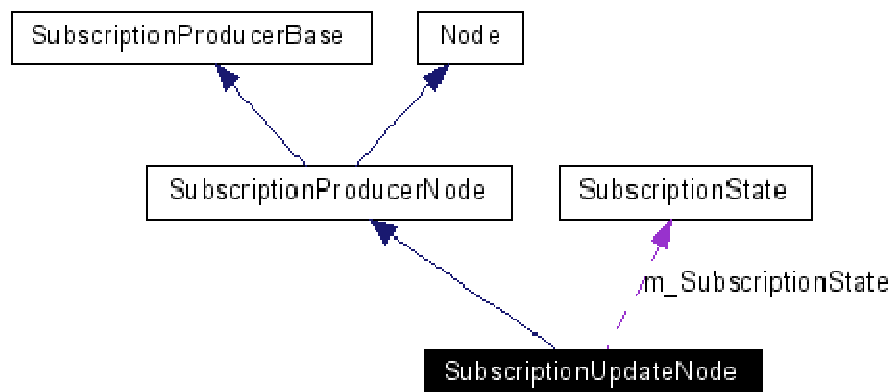 SubscriptionProducerBase
Node
SubscriptionProducerNode
SubscriptionState
m_SubscriptionState
SubscriptionUpdateNode